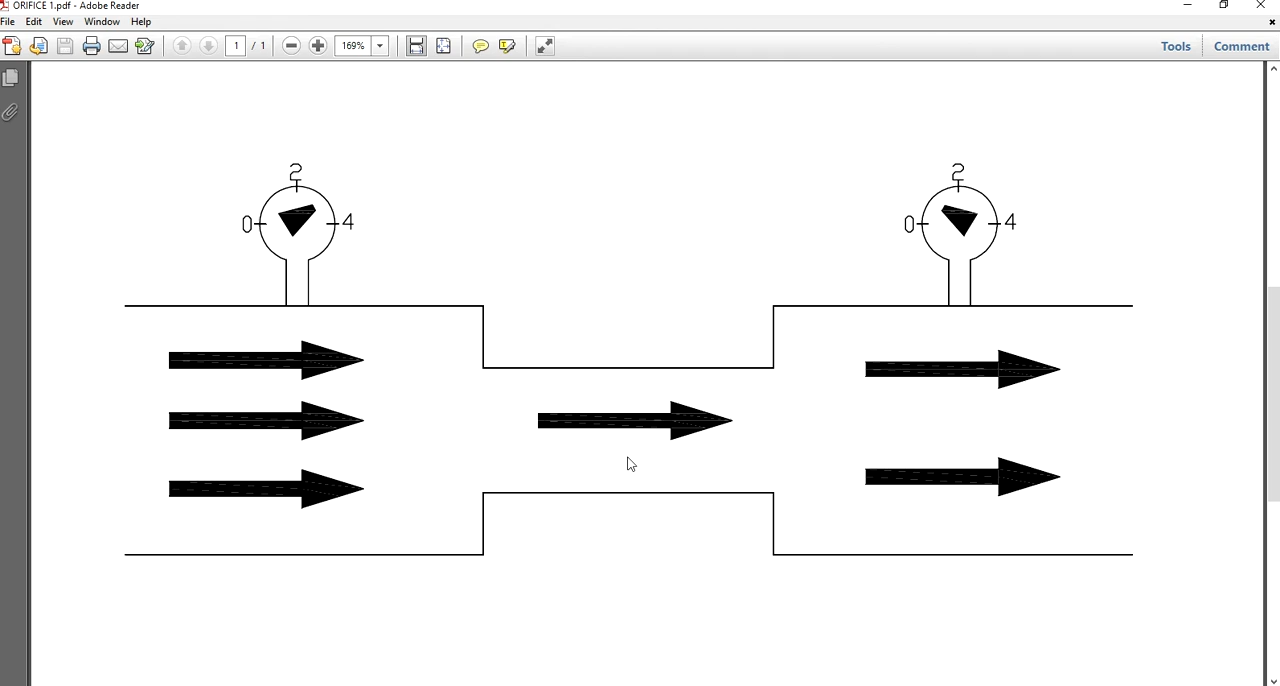 ORIFICE 1.pdf - Adobe Reader
File Edit View Window Help
1 / 1 169% Tools Comment
2 2
0 4 0 4